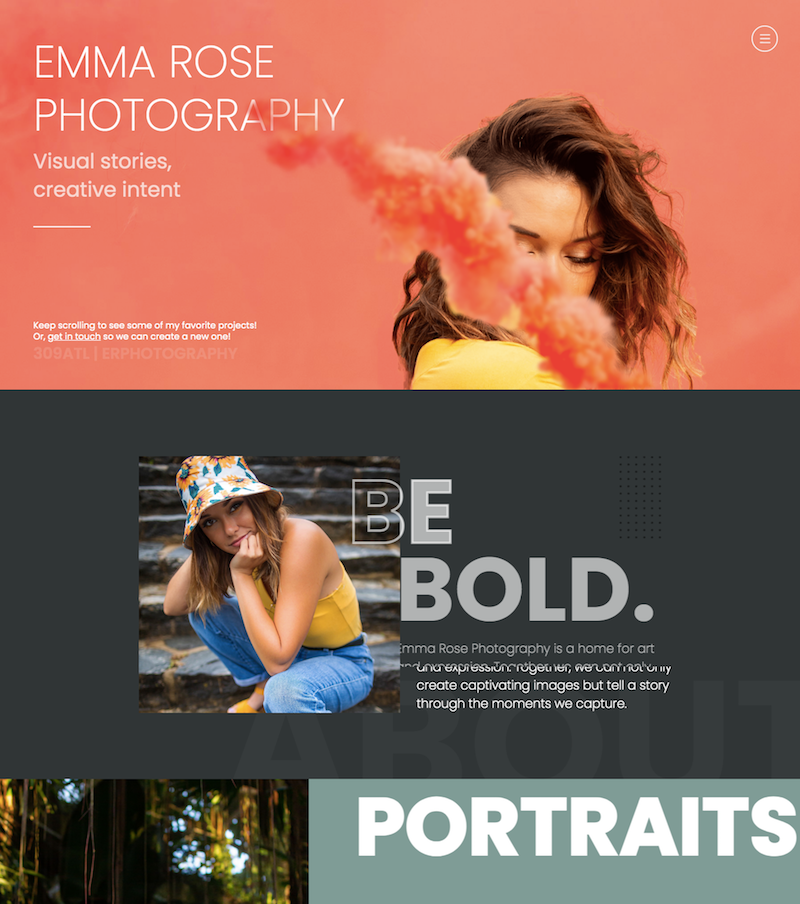 EMMA ROSE
PHOTOGRAPHY
Visual stories,
creative intent
Keep scrolling to see some of my favorite projects!
Or, get in touch so we can create a new one!
309ATL | ERPHOTOGRAPHY
BE
BOLD.
Emma Rose Photography is a home for art
and expression. Together, we can not only
create captivating images but tell a story
through the moments we capture.
ABOUT
PORTRAITS